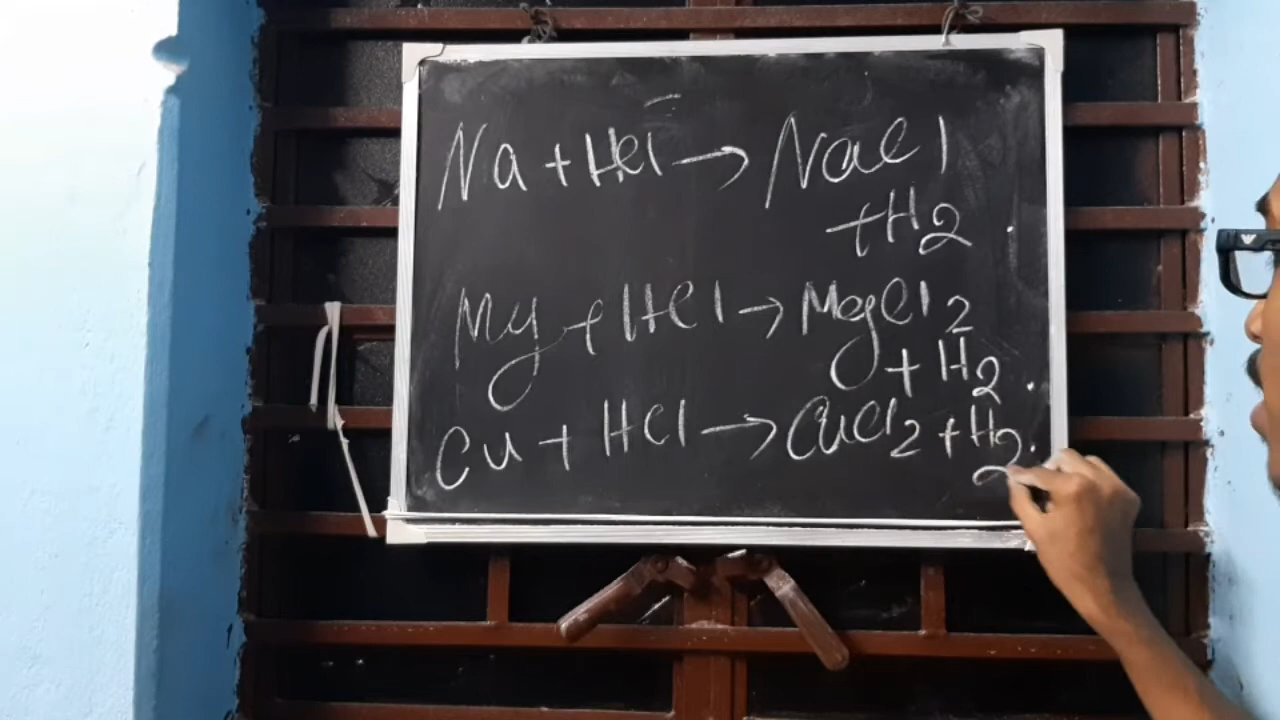 Na + HCl → NaCl
+ H2
Mg + HCl → MgCl2
+ H2
Cu + HCl → CuCl2 + H2